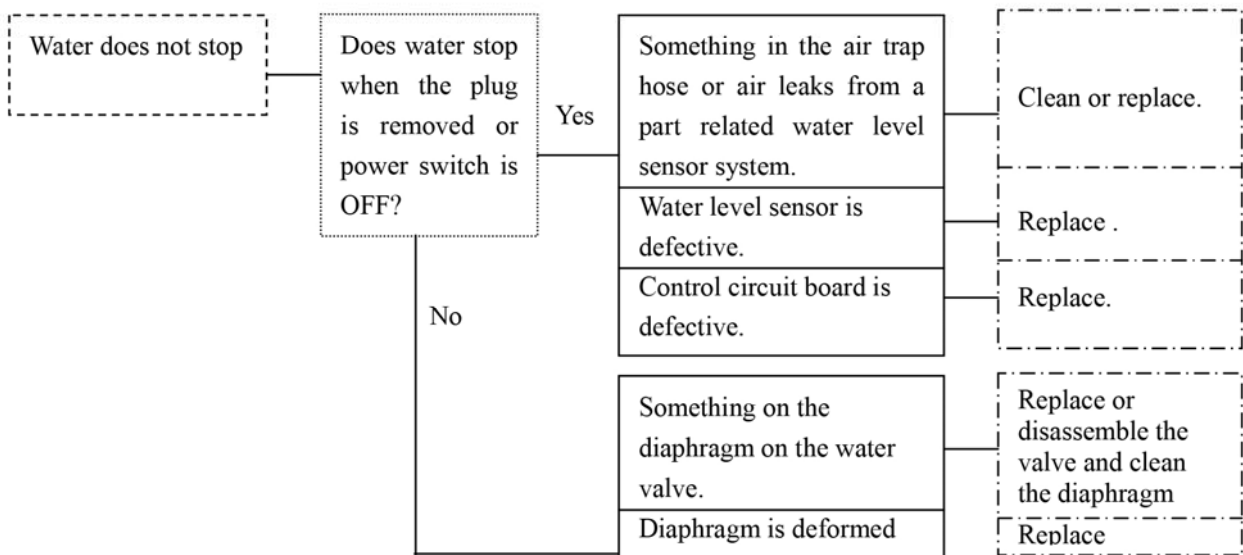 Water does not stop
Does water stop
when the plug
is removed or
power switch is
OFF?
Yes
Something in the air trap
hose or air leaks from a
part related water level
sensor system.
Clean or replace.
Water level sensor is
defective.
Replace .
Control circuit board is
defective.
Replace.
No
Something on the
diaphragm on the water
valve.
Replace or
disassemble the
valve and clean
the diaphragm
Diaphragm is deformed
Replace